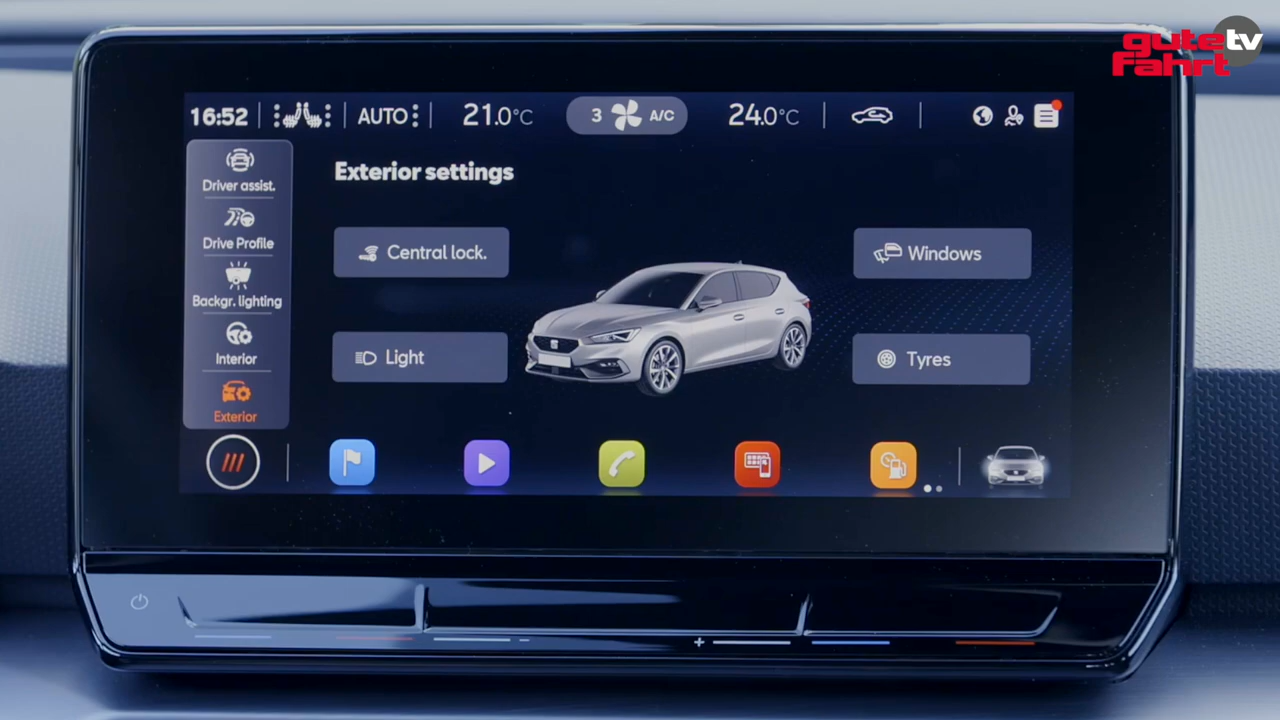 gute tv
fahrt
16:52 AUTO 21.0°C 3 A/C 24.0°C
Exterior settings
Driver assist.
Drive Profile
Backgr. lighting
Interior
Exterior
Central lock.
Windows
Light
Tyres
- +